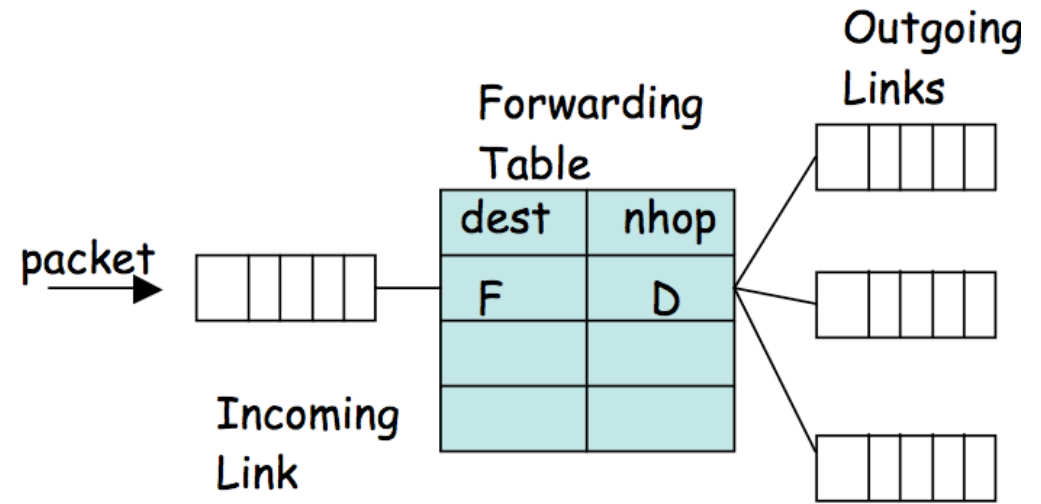 Outgoing
Links
Forwarding
Table
dest nhop
packet
F D
Incoming
Link